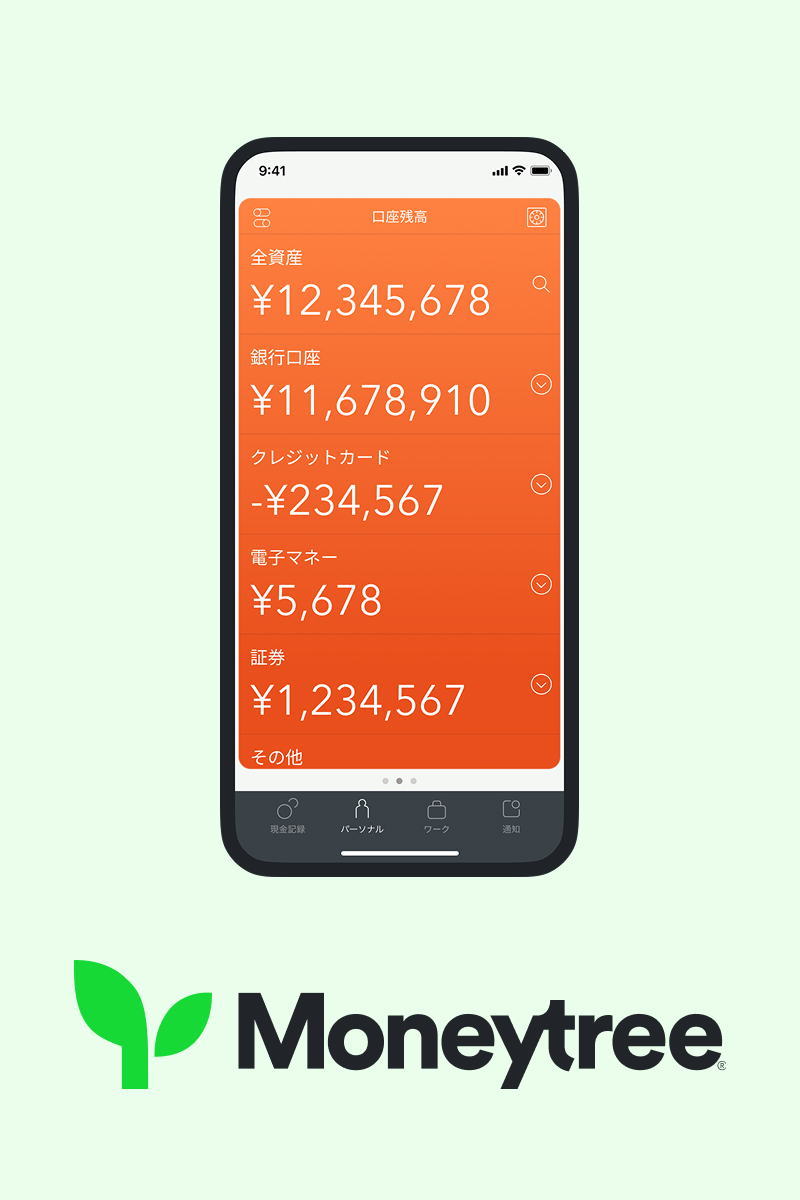 9:41
口座残高
全資産
¥12,345,678
銀行口座
¥11,678,910
クレジットカード
-¥234,567
電子マネー
¥5,678
証券
¥1,234,567
その他
現金記録 パーソナル ワーク 通知
Moneytree®